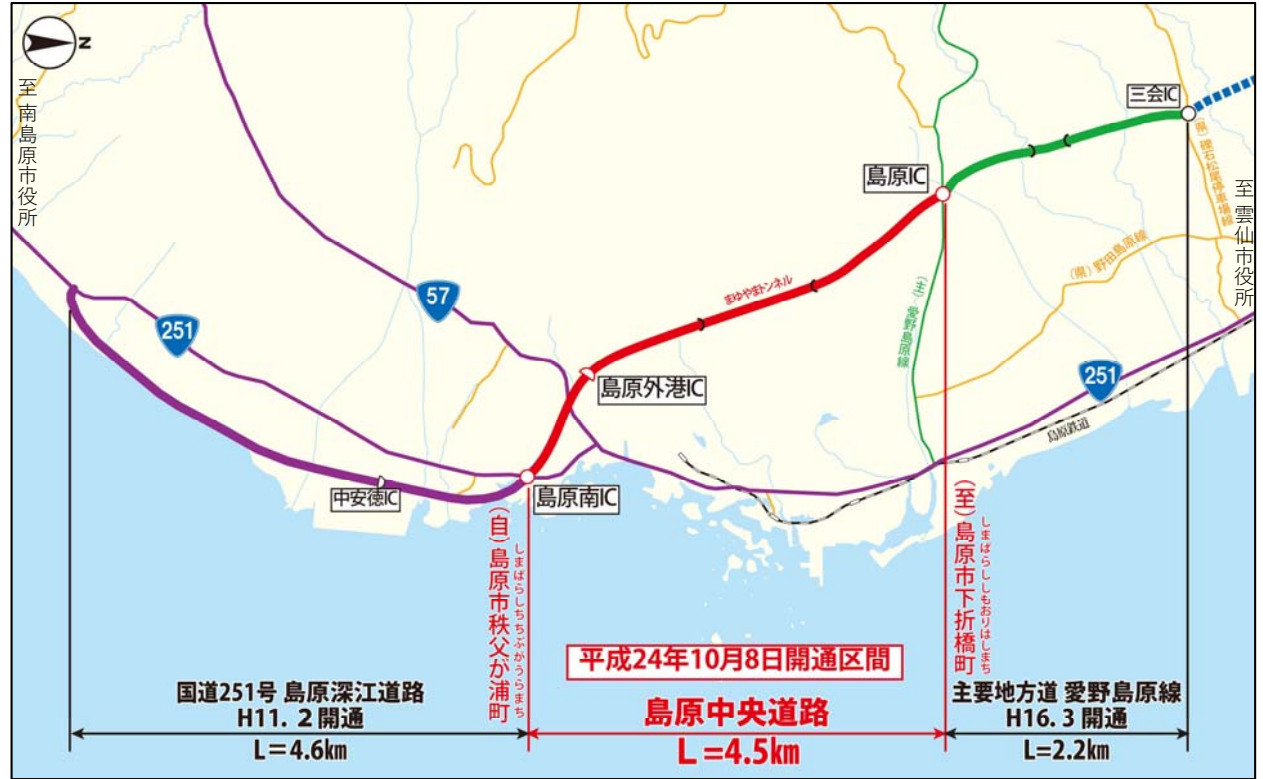 N
至 南島原市役所
三会IC
(県)礫石松尾停車場線
至 雲仙市役所
島原IC
(県)野田島原線
まゆやまトンネル
(主)愛野島原線
57
251
251
島原外港IC
島原鉄道
中安徳IC
島原南IC
(自)島原市秩父が浦町
しまばらしちちぶがうらまち
(至)島原市下折橋町
しまばらししもおりはしまち
平成24年10月8日開通区間
国道251号 島原深江道路
H11. 2 開通
L=4.6km
島原中央道路
L=4.5km
主要地方道 愛野島原線
H16. 3 開通
L=2.2km